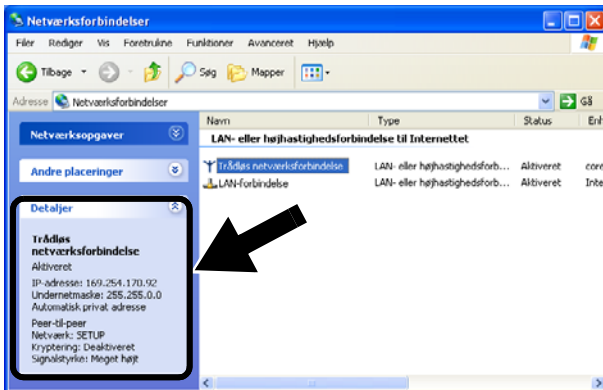 Netværksforbindelser
Filer Rediger Vis Foretrukne Funktioner Avanceret Hjælp
Tilbage Søg Mapper
Adresse Netværksforbindelser Gå
Navn Type Status Enh
Netværksopgaver
LAN- eller højhastighedsforbindelse til Internettet
Trådløs netværksforbindelse LAN- eller højhastighedsforb... Aktiveret core
LAN-forbindelse LAN- eller højhastighedsforb... Aktiveret Inte
Andre placeringer
Detaljer
Trådløs
netværksforbindelse
Aktiveret
IP-adresse: 169.254.170.92
Undernetmaske: 255.255.0.0
Automatisk privat adresse
Peer-til-peer
Netværk: SETUP
Kryptering: Deaktiveret
Signalstyrke: Meget højt